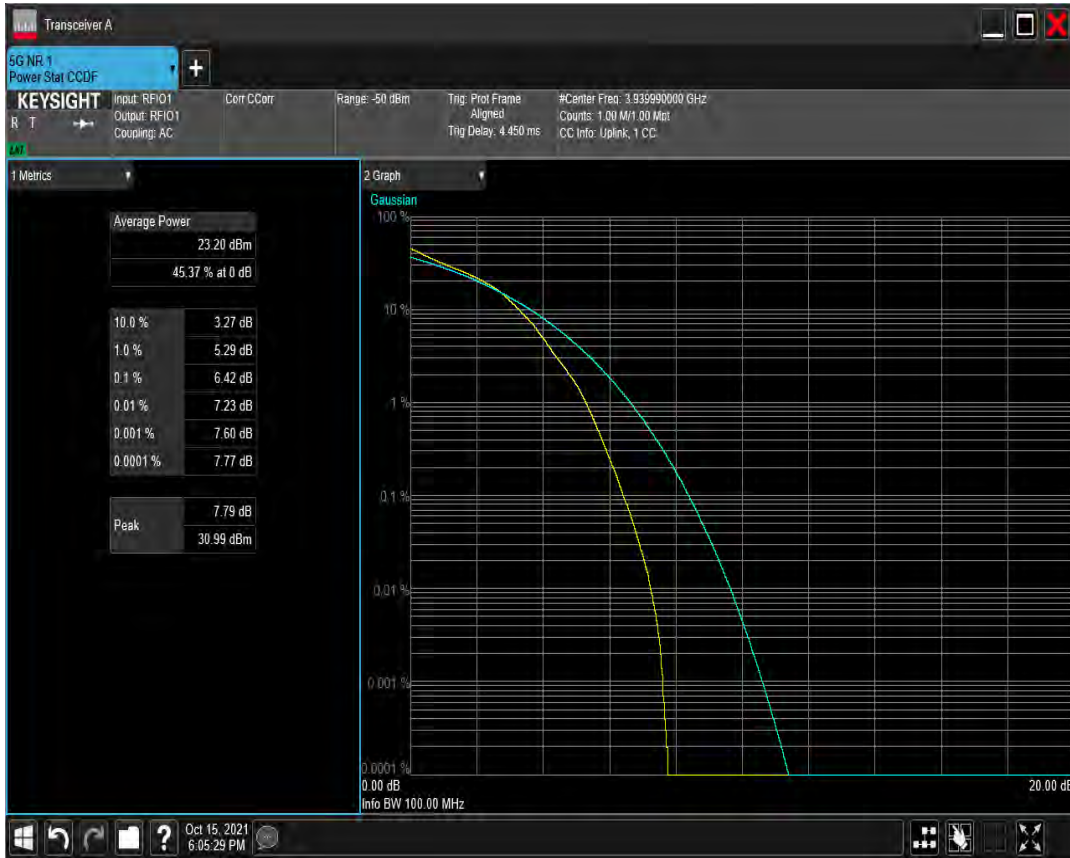 Transceiver A
5G NR 1
Power Stat CCDF
+
KEYSIGHT
R T
LXI
Input: RFIO1
Output: RFIO1
Coupling: AC
Corr CCorr
Range: -50 dBm
Trig: Prot Frame
Aligned
Trig Delay: 4.450 ms
#Center Freq: 3.939990000 GHz
Counts: 1.00 M/1.00 Mpt
CC Info: Uplink, 1 CC
1 Metrics
Average Power
23.20 dBm
45.37 % at 0 dB
10.0 % 3.27 dB
1.0 % 5.29 dB
0.1 % 6.42 dB
0.01 % 7.23 dB
0.001 % 7.60 dB
0.0001 % 7.77 dB
Peak 7.79 dB
30.99 dBm
2 Graph
Gaussian
100 %
10 %
1 %
0.1 %
0.01 %
0.001 %
0.0001 %
0.00 dB
20.00 dB
Info BW 100.00 MHz
?
Oct 15, 2021
6:05:29 PM